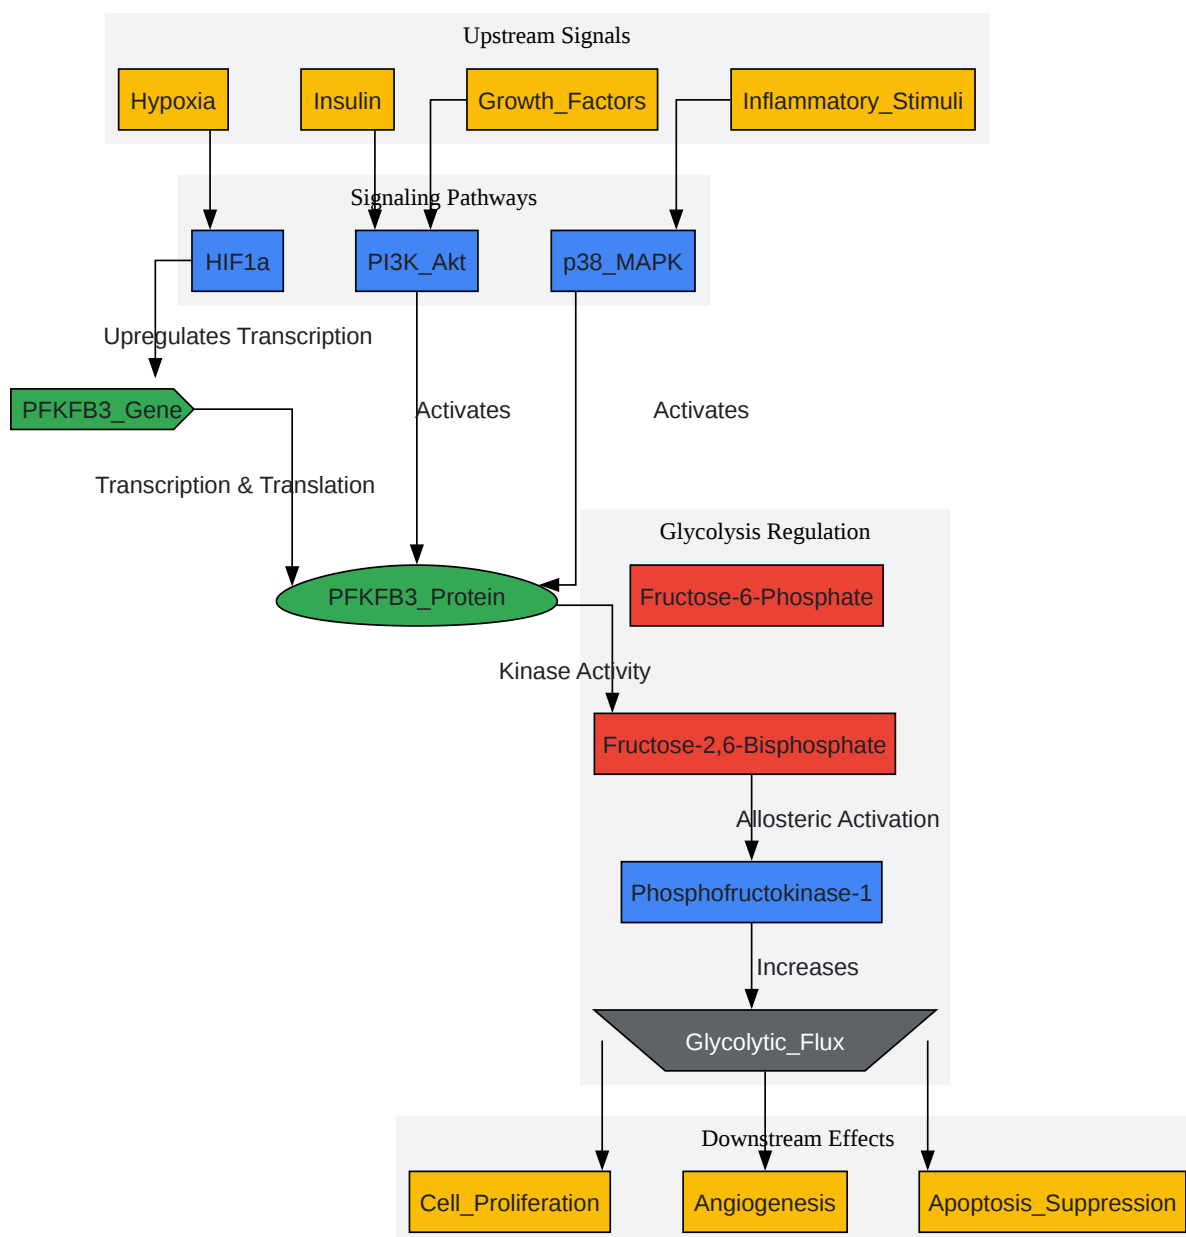 Upstream Signals
Hypoxia
Insulin
Growth_Factors
Inflammatory_Stimuli
Signaling Pathways
HIF1a
PI3K_Akt
p38_MAPK
Upregulates Transcription
PFKFB3_Gene
Activates
Activates
Transcription & Translation
Glycolysis Regulation
PFKFB3_Protein
Fructose-6-Phosphate
Kinase Activity
Fructose-2,6-Bisphosphate
Allosteric Activation
Phosphofructokinase-1
Increases
Glycolytic_Flux
Downstream Effects
Cell_Proliferation
Angiogenesis
Apoptosis_Suppression